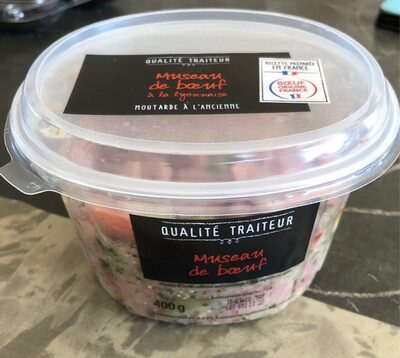 QUALITÉ TRAITEUR
Museau
de bœuf
à la lyonnaise
MOUTARDE À L'ANCIENNE
RECETTE PRÉPARÉE
EN FRANCE
BŒUF
ORIGINE
FRANCE
QUALITÉ TRAITEUR
Museau
de bœuf
400 g